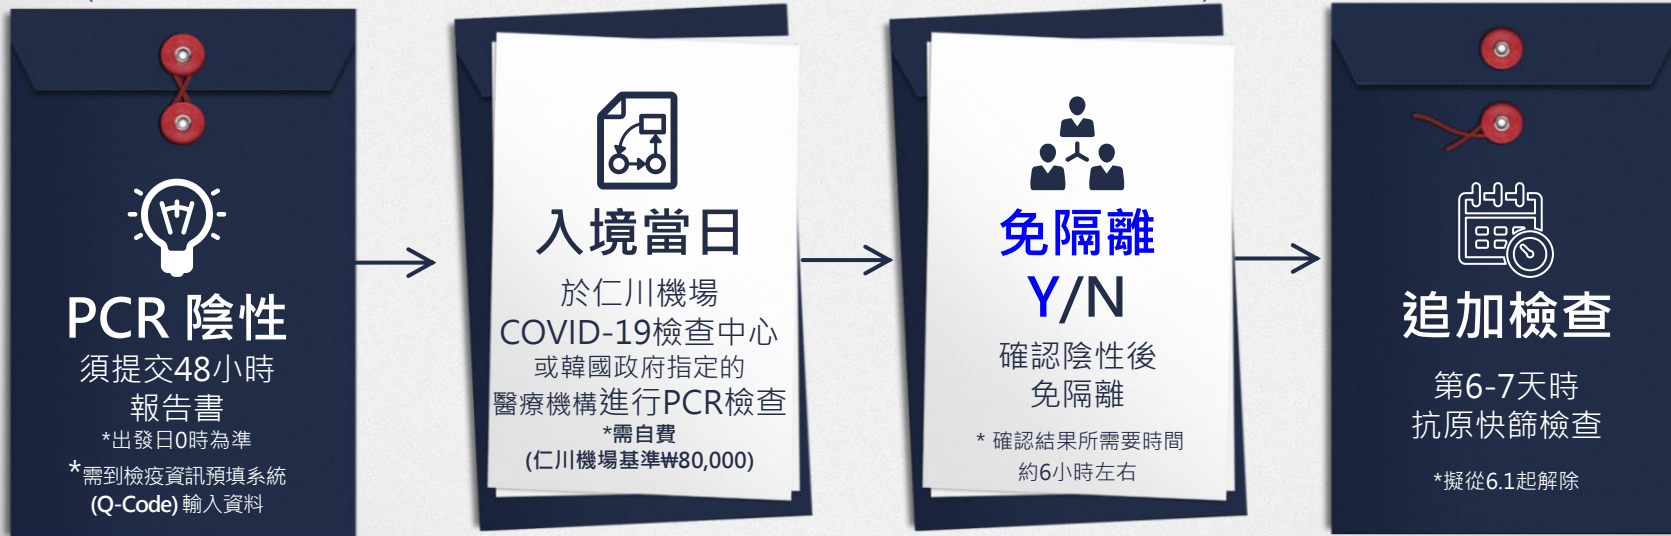 PCR 陰性
須提交48小時
報告書
*出發日0時為準
*需到檢疫資訊預填系統
(Q-Code) 輸入資料
入境當日
於仁川機場
COVID-19檢查中心
或韓國政府指定的
醫療機構進行PCR檢查
*需自費
(仁川機場基準₩80,000)
免隔離
Y/N
確認陰性後
免隔離
* 確認結果所需要時間
約6小時左右
追加檢查
第6-7天時
抗原快篩檢查
*擬從6.1起解除